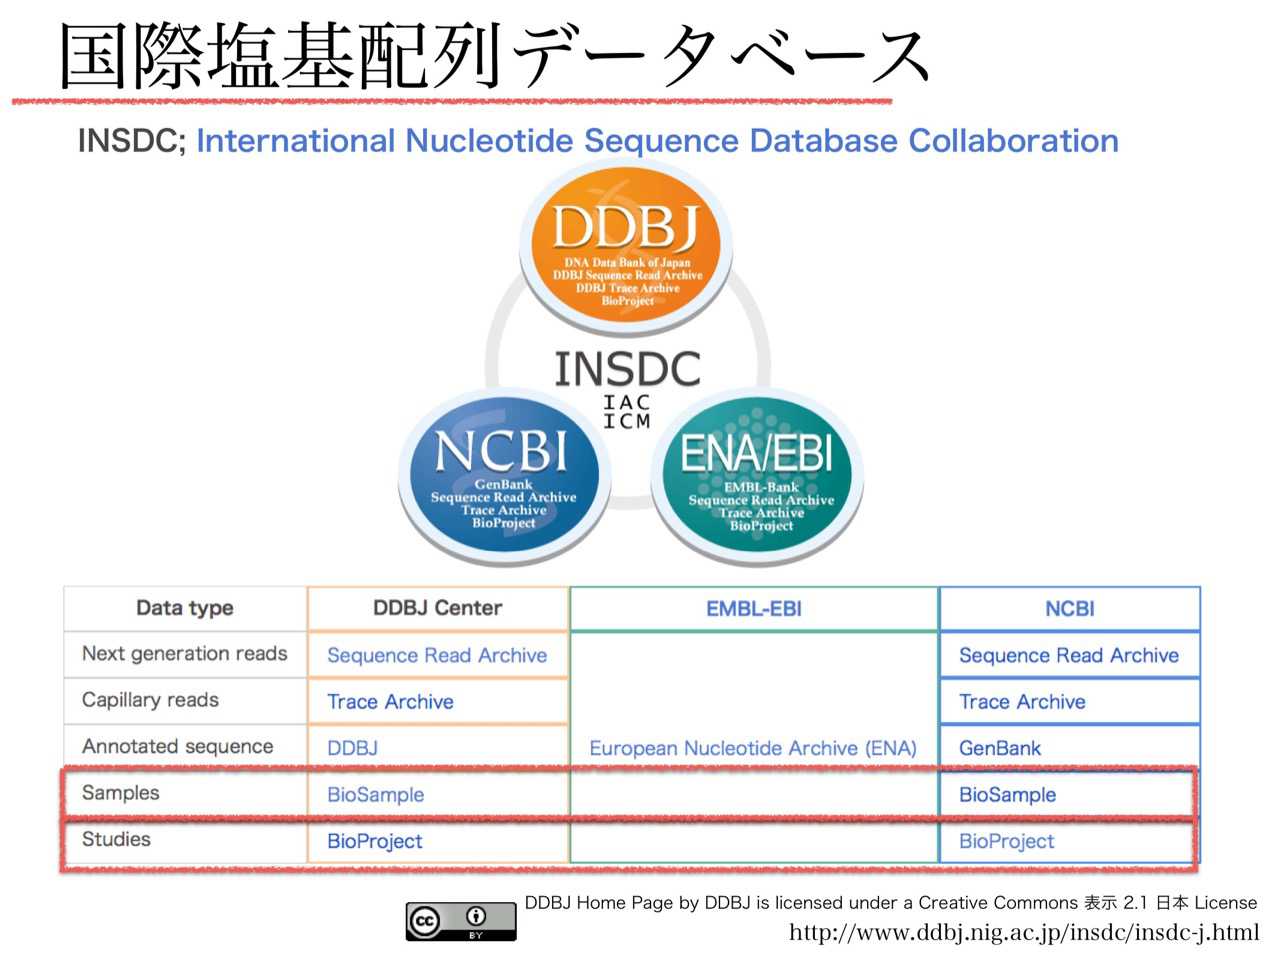 国際塩基配列データベース
INSDC; International Nucleotide Sequence Database Collaboration
DDBJ
DNA Data Bank of Japan
DDBJ Sequence Read Archive
DDBJ Trace Archive
BioProject
INSDC
IAC
ICM
NCBI
GenBank
Sequence Read Archive
Trace Archive
BioProject
ENA/EBI
EMBL-Bank
Sequence Read Archive
Trace Archive
BioProject
Data type DDBJ Center EMBL-EBI NCBI
Next generation reads Sequence Read Archive Sequence Read Archive
Capillary reads Trace Archive Trace Archive
Annotated sequence DDBJ European Nucleotide Archive (ENA) GenBank
Samples BioSample BioSample
Studies BioProject BioProject
cc BY
DDBJ Home Page by DDBJ is licensed under a Creative Commons 表示 2.1 日本 License
http://www.ddbj.nig.ac.jp/insdc/insdc-j.html